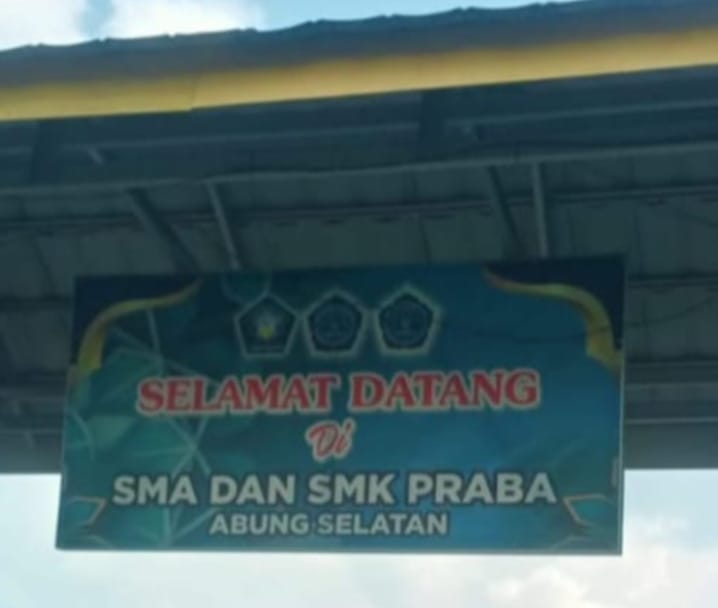 SELAMAT DATANG
Di
SMA DAN SMK PRABA
ABUNG SELATAN